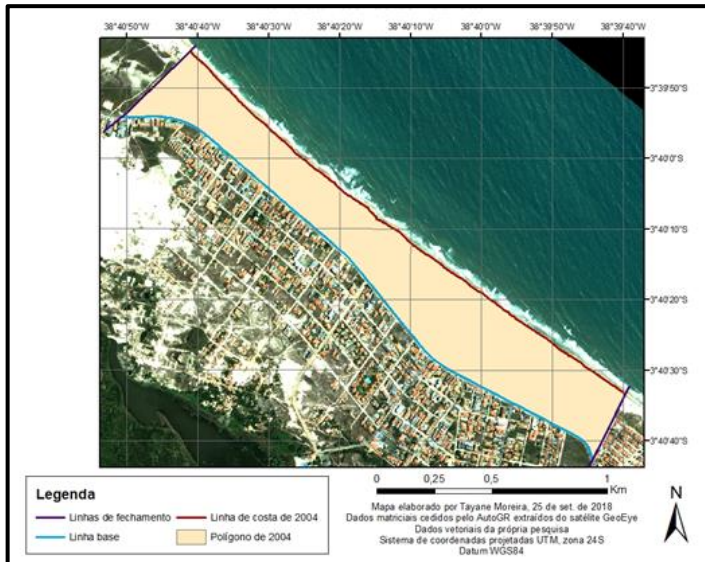 38°40'50"W 38°40'40"W 38°40'30"W 38°40'20"W 38°40'10"W 38°40'0"W 38°39'50"W 38°39'40"W
3°39'50"S
3°40'0"S
3°40'10"S
3°40'20"S
3°40'30"S
3°40'40"S
Legenda
Linhas de fechamento
Linha de costa de 2004
Linha base
Polígono de 2004
0 0,25 0,5 1
Km
Mapa elaborado por Tayane Moreira, 25 de set. de 2018
Dados matriciais cedidos pelo AutoGR extraídos do satélite GeoEye
Dados vetoriais da própria pesquisa
Sistema de coordenadas projetadas UTM, zona 24S
Datum WGS84
N